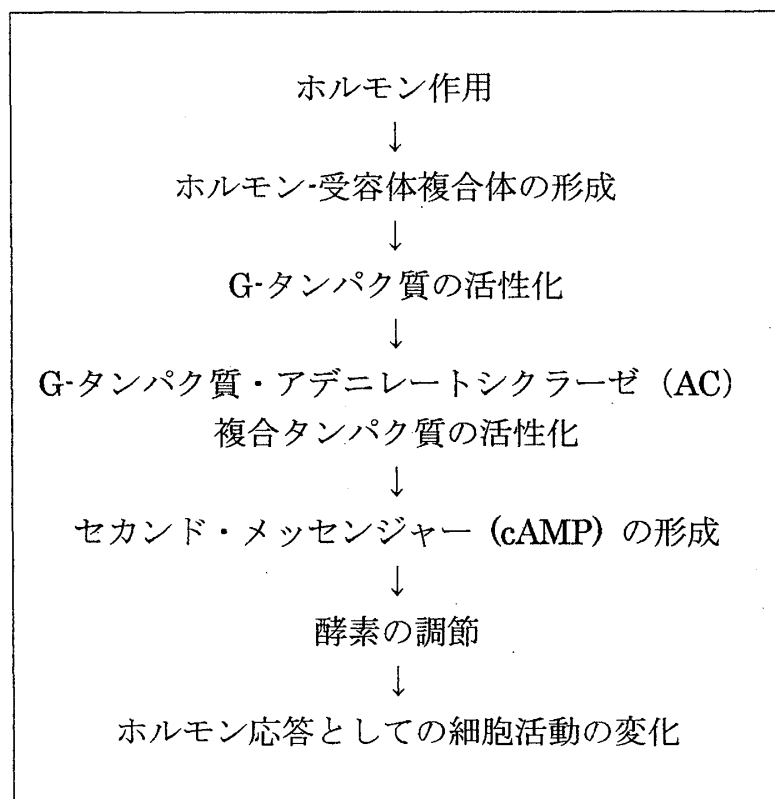 ホルモン作用
↓
ホルモン-受容体複合体の形成
↓
G-タンパク質の活性化
↓
G-タンパク質・アデニレートシクラーゼ（AC）
複合タンパク質の活性化
↓
セカンド・メッセンジャー (cAMP) の形成
↓
酵素の調節
↓
ホルモン応答としての細胞活動の変化